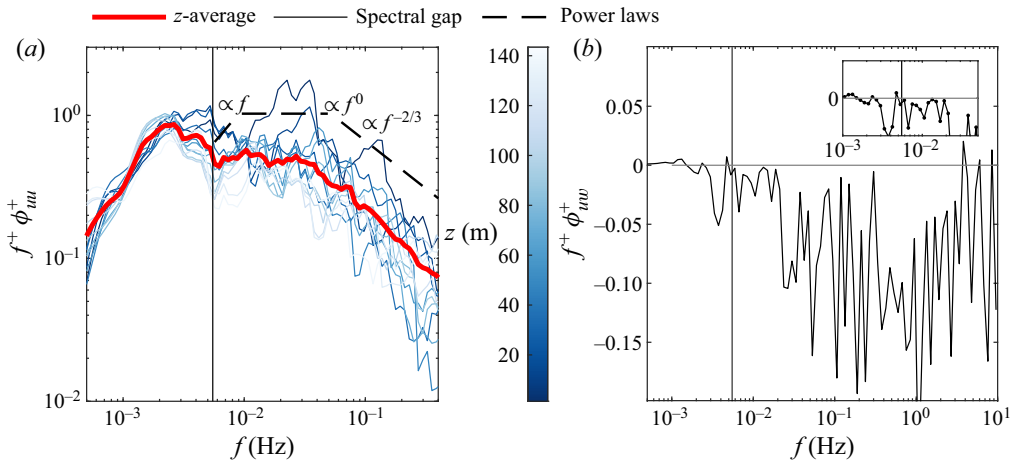 z-average Spectral gap Power laws
(a)
10^0
10^-1
10^-2
f^+ ϕ^+_uu
10^-3 10^-2 10^-1
f (Hz)
∝ f
∝ f^0
∝ f^-2/3
140
120
100
80
60
40
20
z (m)
(b)
0.05
0
−0.05
−0.10
−0.15
f^+ ϕ^+_uw
10^-3 10^-2 10^-1 10^0 10^1
f (Hz)
0
10^-3 10^-2